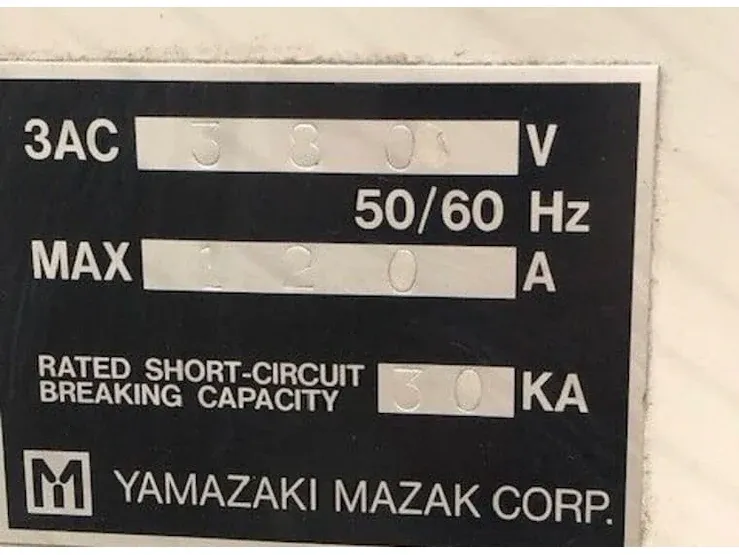 3AC 380 V
50/60 Hz
MAX 120 A
RATED SHORT-CIRCUIT
BREAKING CAPACITY 30 KA
M YAMAZAKI MAZAK CORP.